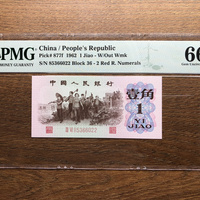 PMG
China / People's Republic
Pick# 877f 1962 1 Jiao - W/Out Wmk
S/N 85366022 Block 36 - 2 Red R. Numerals
66
中国人民银行
壹角
1
YI JIAO
85366022